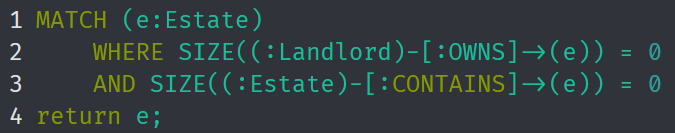 1 MATCH (e:Estate)
2 WHERE SIZE((:Landlord)-[:OWNS]->(e)) = 0
3 AND SIZE((:Estate)-[:CONTAINS]->(e)) = 0
4 return e;